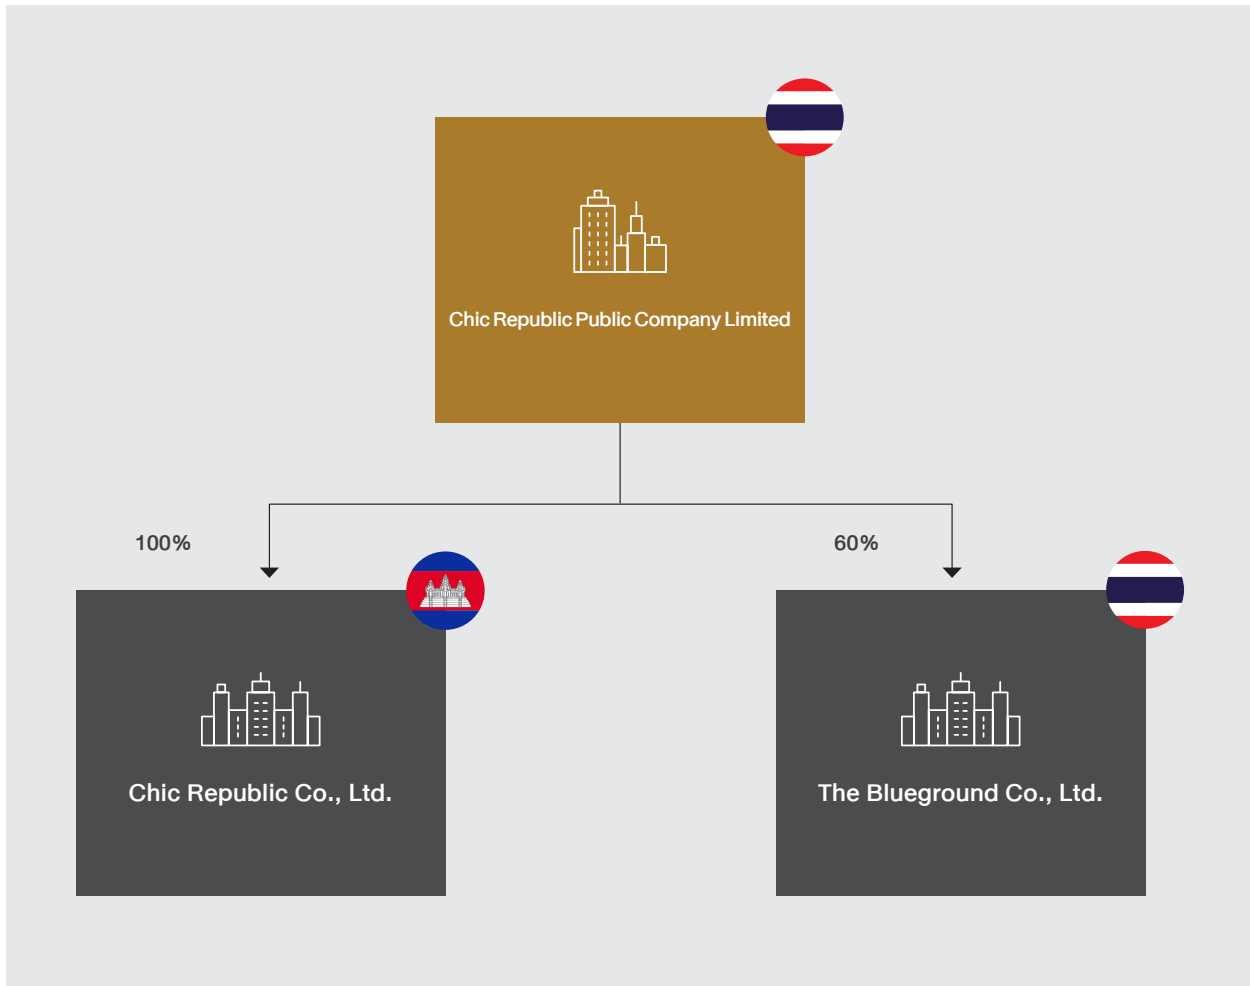 Chic Republic Public Company Limited
100%
60%
Chic Republic Co., Ltd.
The Blueground Co., Ltd.